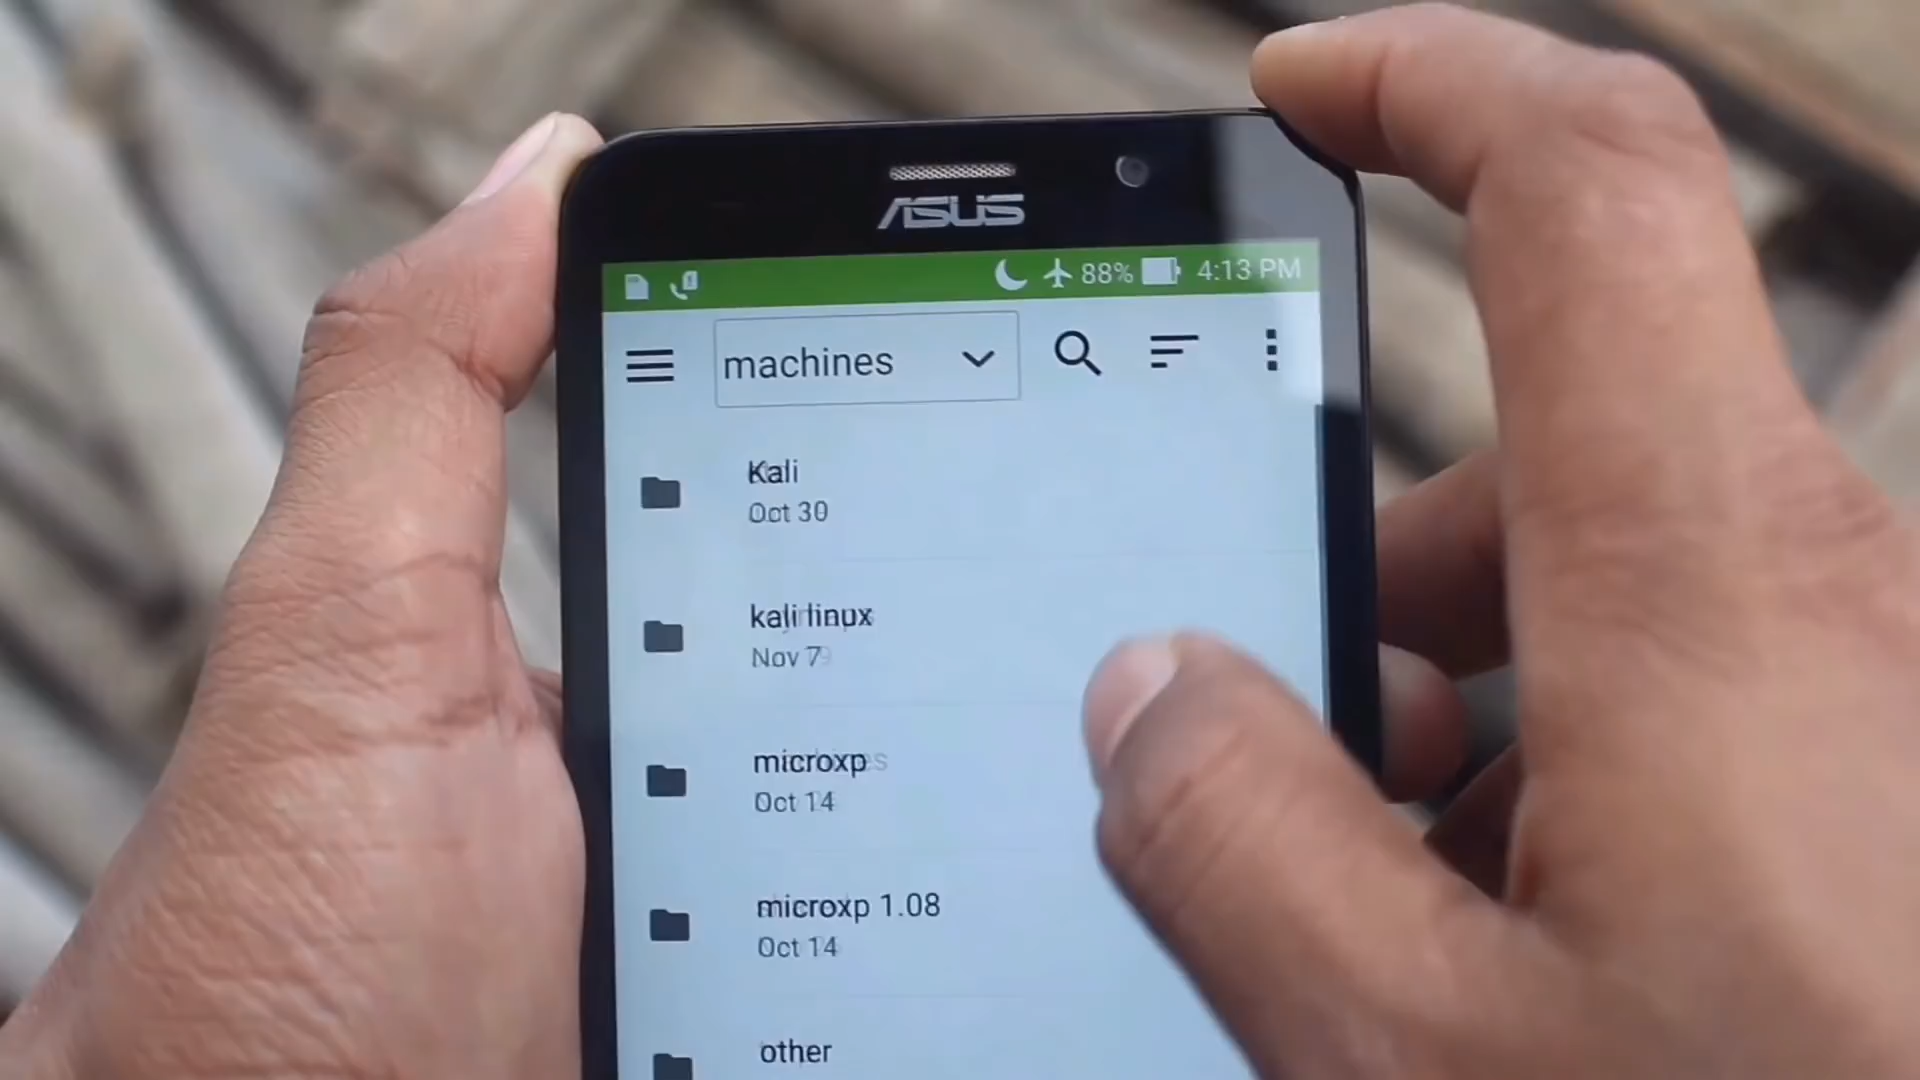 ASUS
88% 4:13 PM
machines
Kali
Oct 30
kali linux
Nov 7
microxp
Oct 14
microxp 1.08
Oct 14
other